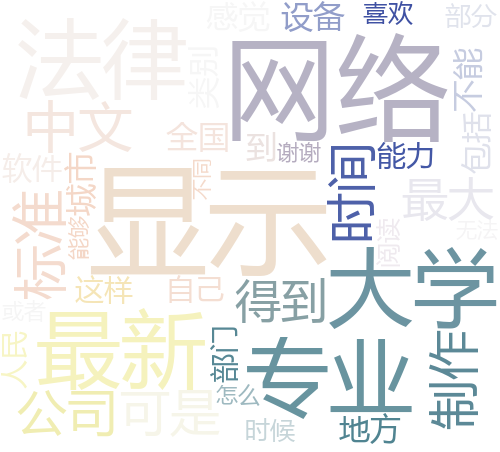 感觉
设备
喜欢
部分
法律
网络
类别
不能
包括
中文
全国
到
谢谢
能力
软件
城市
不同
时间
阅读
最大
显示
标准
能够
无法
这样
自己
得到
大学
或者
人民
最新
部门
专业
制作
公司
可是
怎么
时候
地方